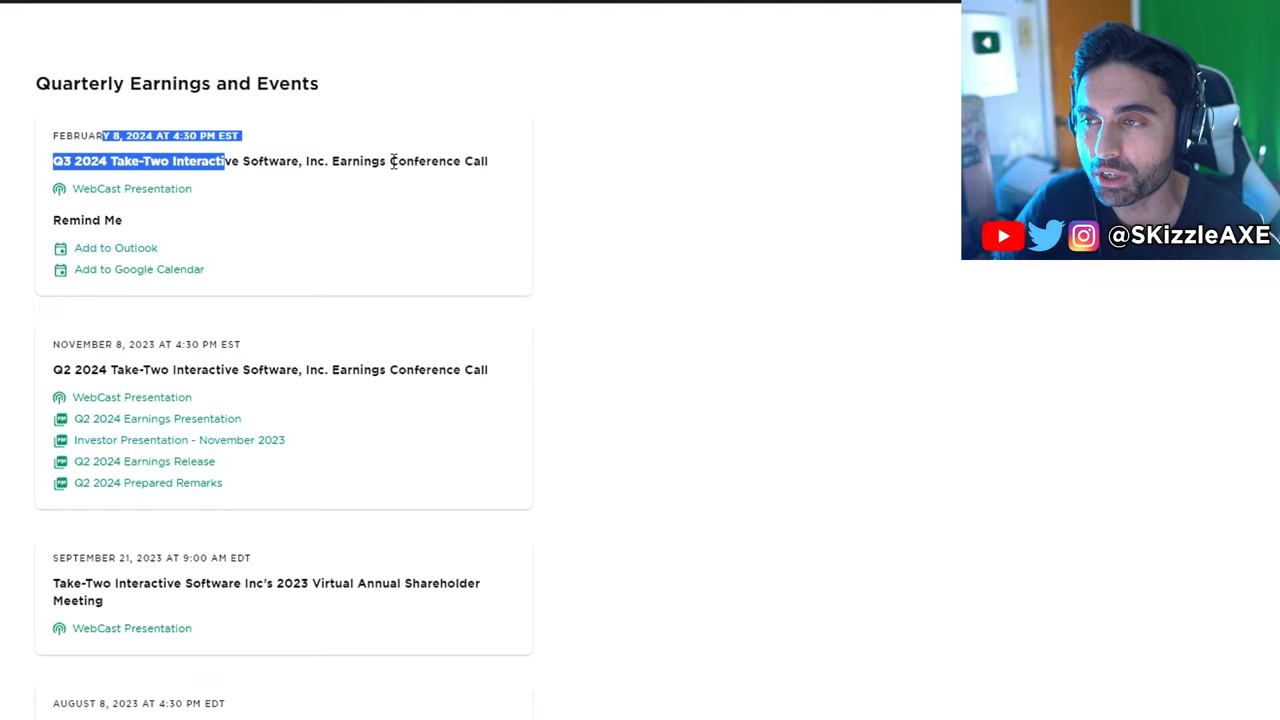 Quarterly Earnings and Events
FEBRUARY 8, 2024 AT 4:30 PM EST
Q3 2024 Take-Two Interactive Software, Inc. Earnings Conference Call
WebCast Presentation
Remind Me
Add to Outlook
Add to Google Calendar
NOVEMBER 8, 2023 AT 4:30 PM EST
Q2 2024 Take-Two Interactive Software, Inc. Earnings Conference Call
WebCast Presentation
PDF Q2 2024 Earnings Presentation
PDF Investor Presentation - November 2023
PDF Q2 2024 Earnings Release
PDF Q2 2024 Prepared Remarks
SEPTEMBER 21, 2023 AT 9:00 AM EDT
Take-Two Interactive Software Inc's 2023 Virtual Annual Shareholder
Meeting
WebCast Presentation
AUGUST 8, 2023 AT 4:30 PM EDT
@SKizzleAXE